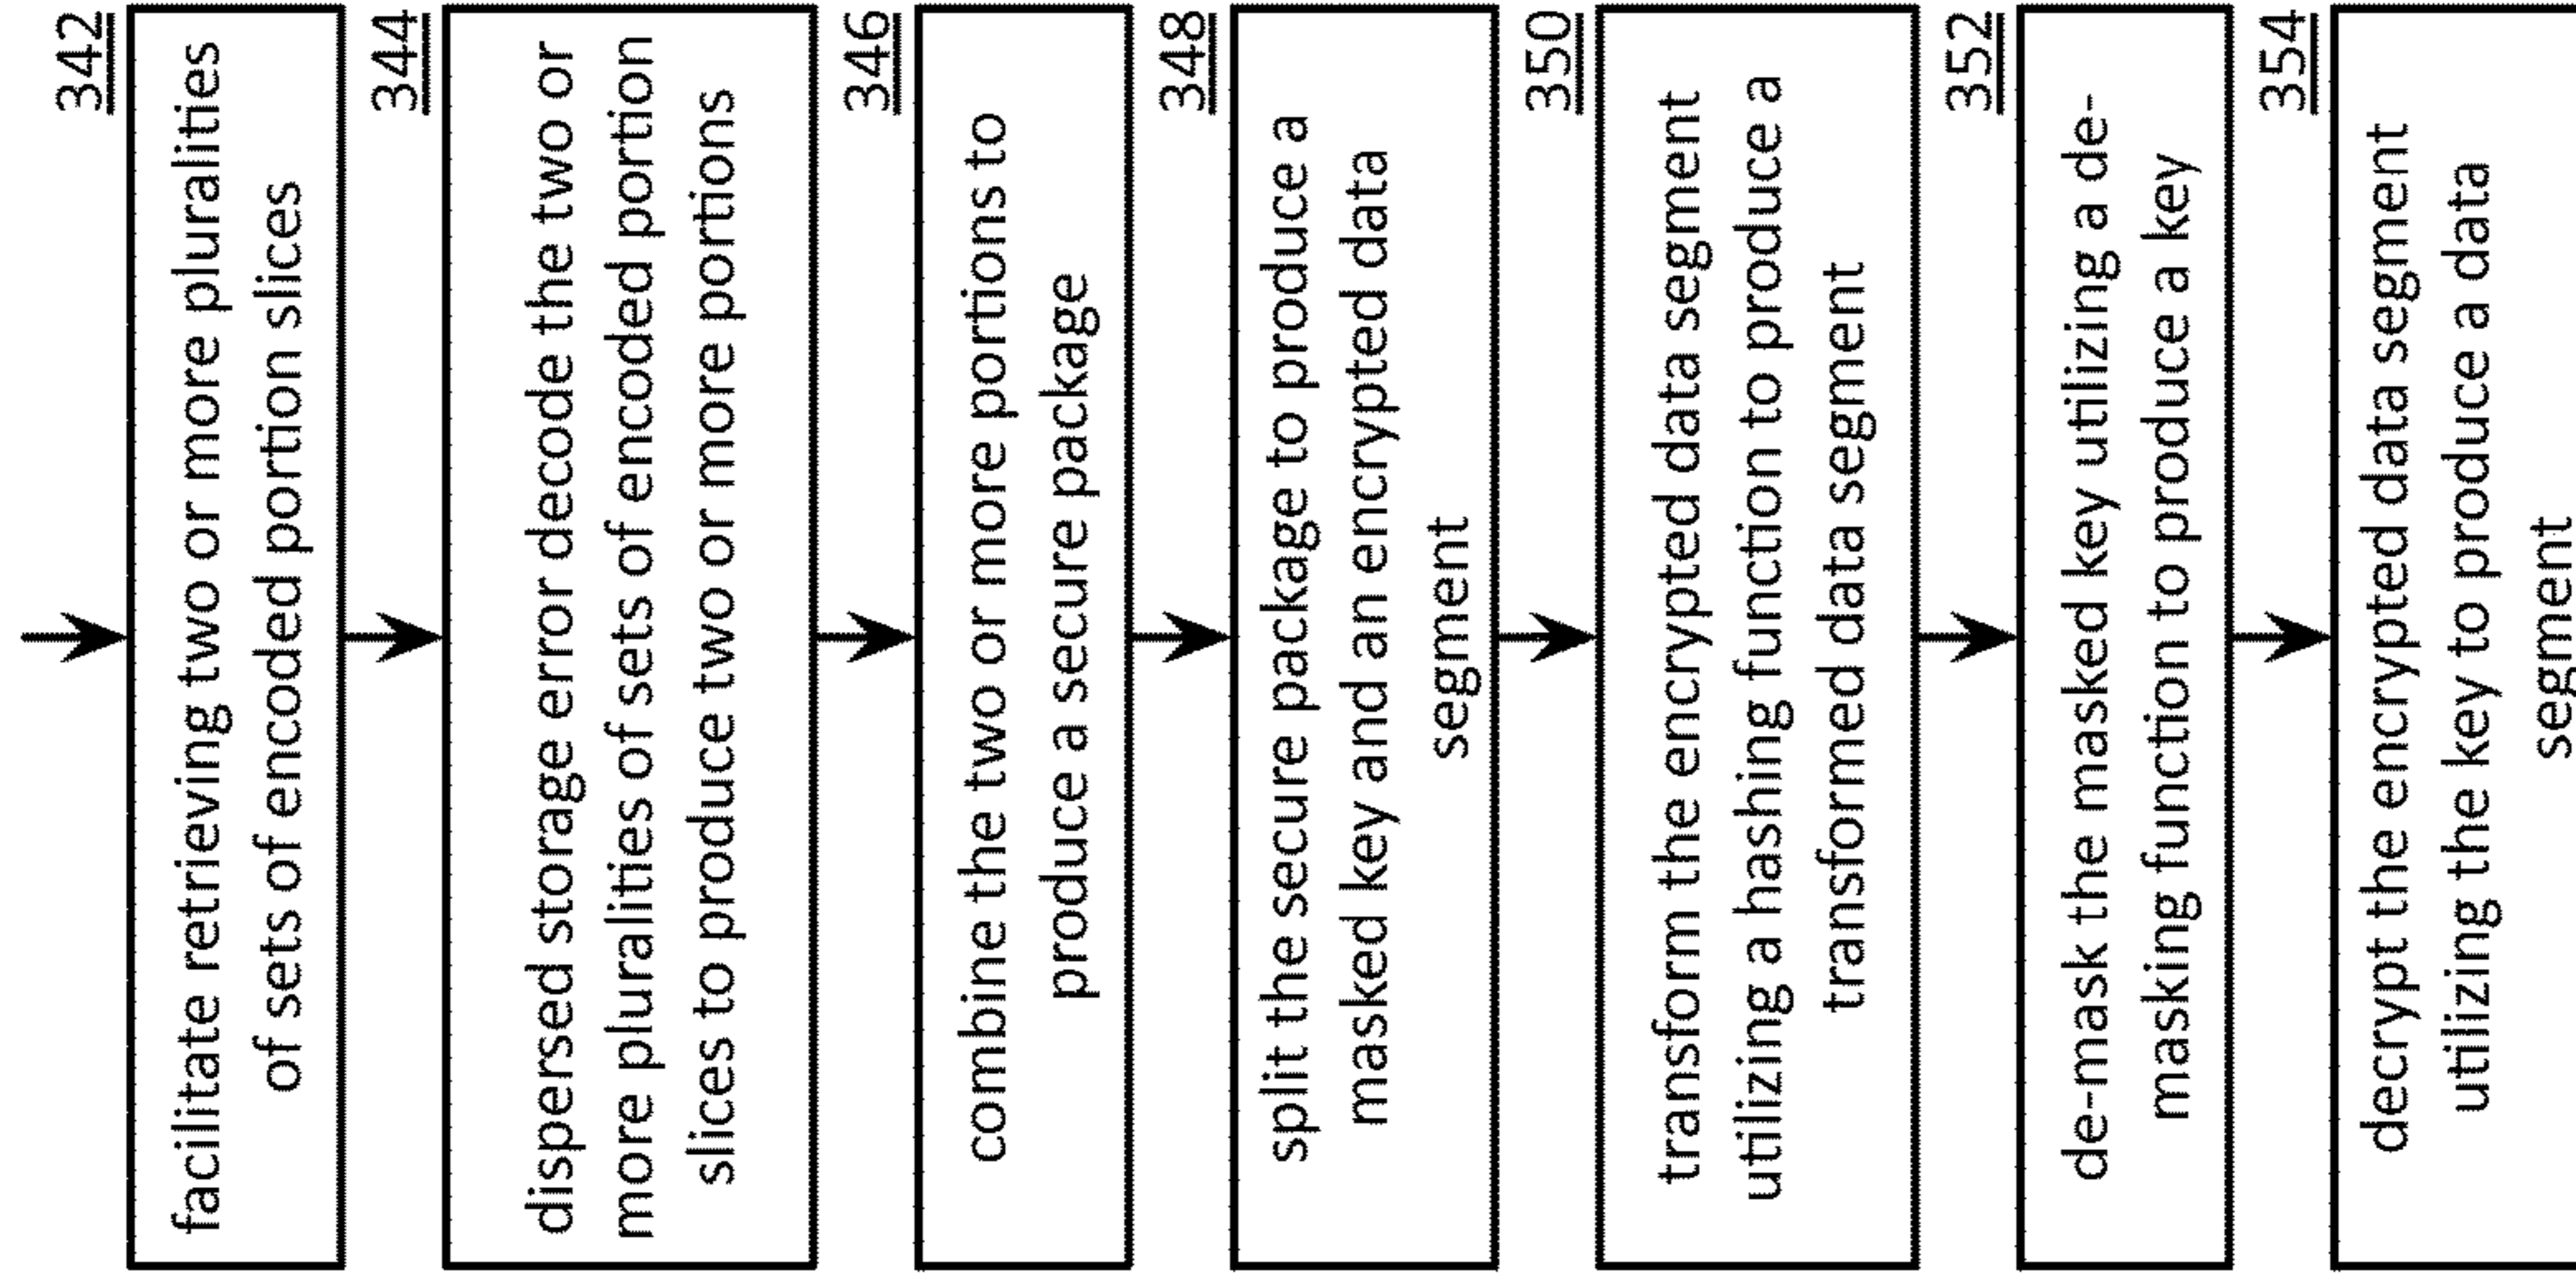 342
facilitate retrieving two or more pluralities
of sets of encoded portion slices
344
dispersed storage error decode the two or
more pluralities of sets of encoded portion
slices to produce two or more portions
346
combine the two or more portions to
produce a secure package
348
split the secure package to produce a
masked key and an encrypted data
segment
350
transform the encrypted data segment
utilizing a hashing function to produce a
transformed data segment
352
de-mask the masked key utilizing a de-
masking function to produce a key
354
decrypt the encrypted data segment
utilizing the key to produce a data
segment